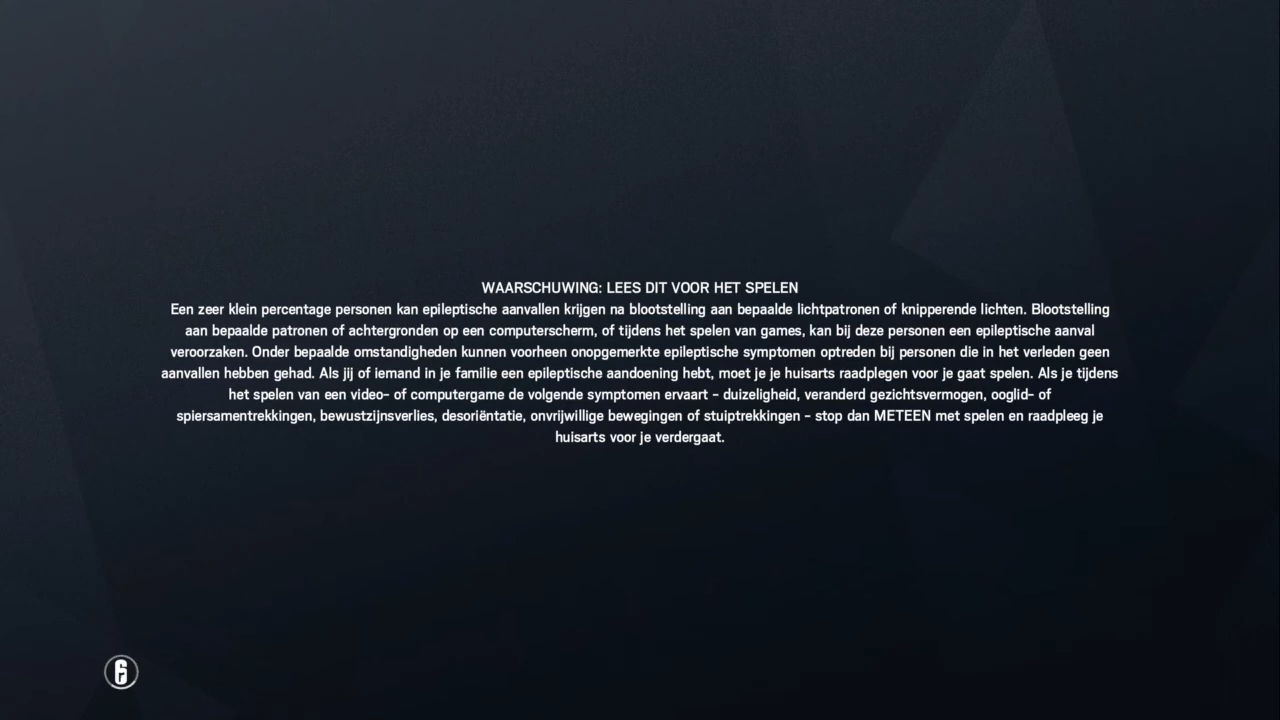 WAARSCHUWING: LEES DIT VOOR HET SPELEN
Een zeer klein percentage personen kan epileptische aanvallen krijgen na blootstelling aan bepaalde lichtpatronen of knipperende lichten. Blootstelling
aan bepaalde patronen of achtergronden op een computerscherm, of tijdens het spelen van games, kan bij deze personen een epileptische aanval
veroorzaken. Onder bepaalde omstandigheden kunnen voorheen onopgemerkte epileptische symptomen optreden bij personen die in het verleden geen
aanvallen hebben gehad. Als jij of iemand in je familie een epileptische aandoening hebt, moet je je huisarts raadplegen voor je gaat spelen. Als je tijdens
het spelen van een video- of computergame de volgende symptomen ervaart - duizeligheid, veranderd gezichtsvermogen, ooglid- of
spiersamentrekkingen, bewustzijnsverlies, desoriëntatie, onvrijwillige bewegingen of stuiptrekkingen - stop dan METEEN met spelen en raadpleeg je
huisarts voor je verdergaat.
6